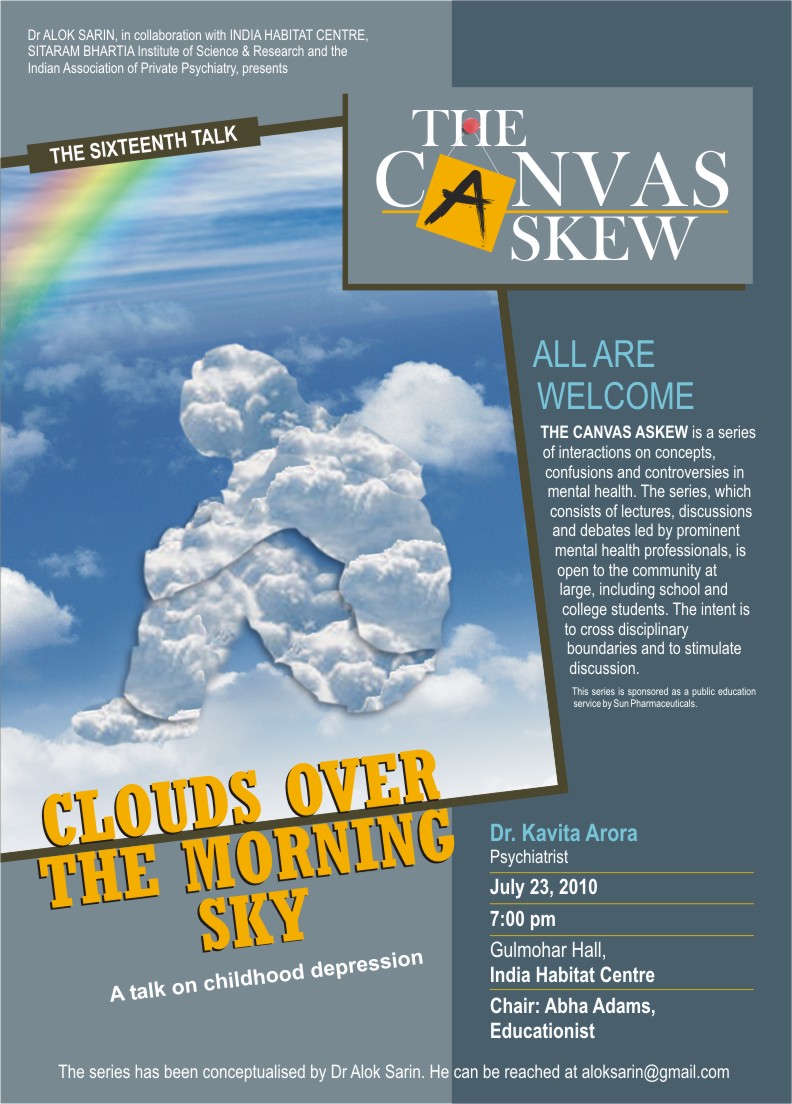 Dr ALOK SARIN, in collaboration with INDIA HABITAT CENTRE,
SITARAM BHARTIA Institute of Science & Research and the
Indian Association of Private Psychiatry, presents
THE SIXTEENTH TALK
THE
CANVAS
ASKEW
ALL ARE
WELCOME
THE CANVAS ASKEW is a series
of interactions on concepts,
confusions and controversies in
mental health. The series, which
consists of lectures, discussions
and debates led by prominent
mental health professionals, is
open to the community at
large, including school and
college students. The intent is
to cross disciplinary
boundaries and to stimulate
discussion.
This series is sponsored as a public education
service by Sun Pharmaceuticals.
CLOUDS OVER
THE MORNING
SKY
A talk on childhood depression
Dr. Kavita Arora
Psychiatrist
July 23, 2010
7:00 pm
Gulmohar Hall,
India Habitat Centre
Chair: Abha Adams,
Educationist
The series has been conceptualised by Dr Alok Sarin. He can be reached at aloksarin@gmail.com